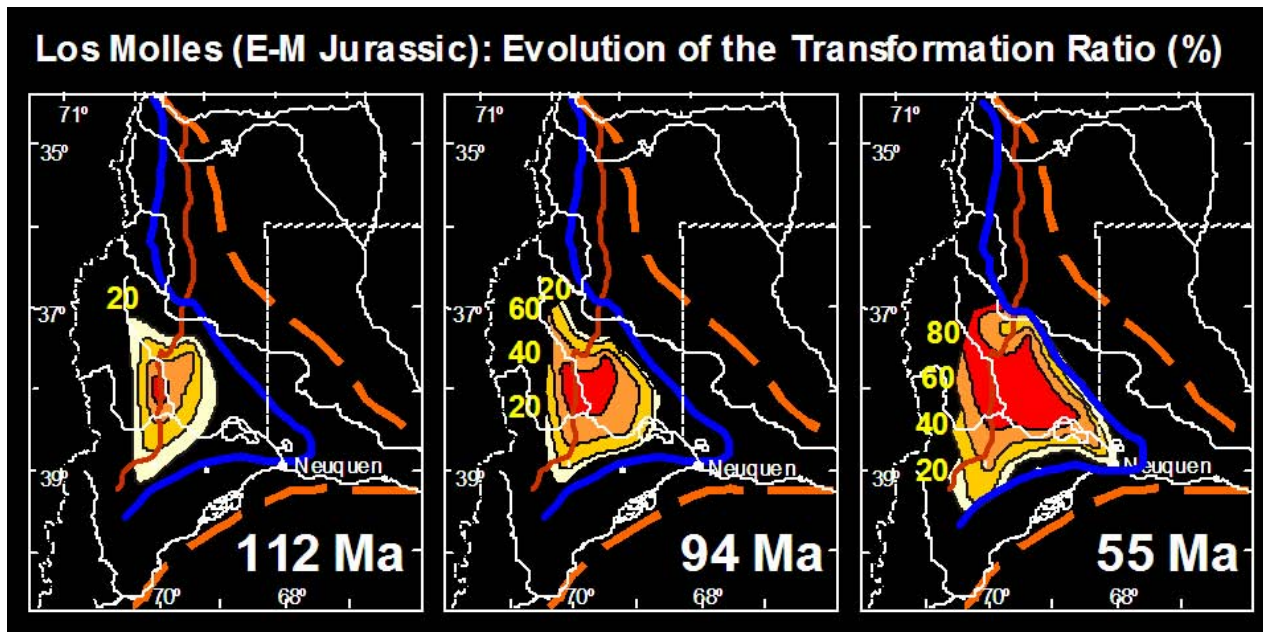 Los Molles (E-M Jurassic): Evolution of the Transformation Ratio (%)
71º
35º
20
37º
39º
Neuquen
112 Ma
70º
68º
71º
35º
20
60
37º
40
20
39º
Neuquen
94 Ma
70º
68º
71º
35º
37º
80
60
40
20
39º
Neuquen
55 Ma
70º
68º